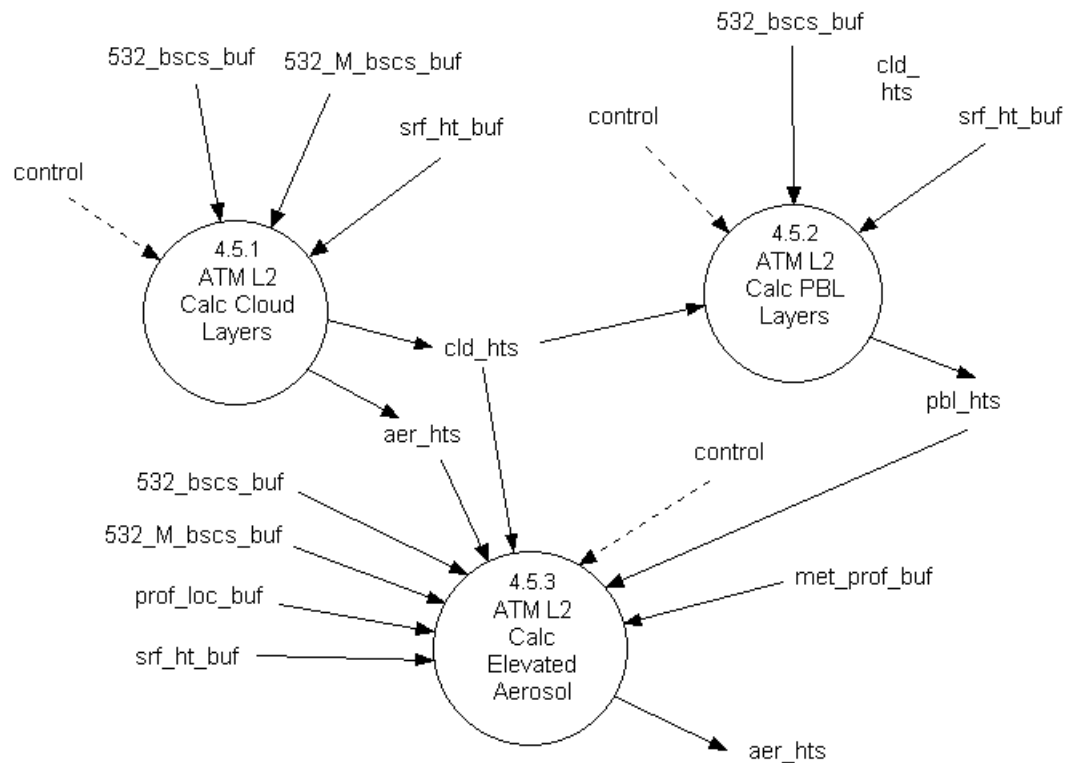 532_bscs_buf
532_bscs_buf
532_M_bscs_buf
cld_
hts
control
srf_ht_buf
srf_ht_buf
control
4.5.1
ATM L2
Calc Cloud
Layers
4.5.2
ATM L2
Calc PBL
Layers
cld_hts
pbl_hts
aer_hts
control
532_bscs_buf
532_M_bscs_buf
prof_loc_buf
srf_ht_buf
4.5.3
ATM L2
Calc
Elevated
Aerosol
met_prof_buf
aer_hts